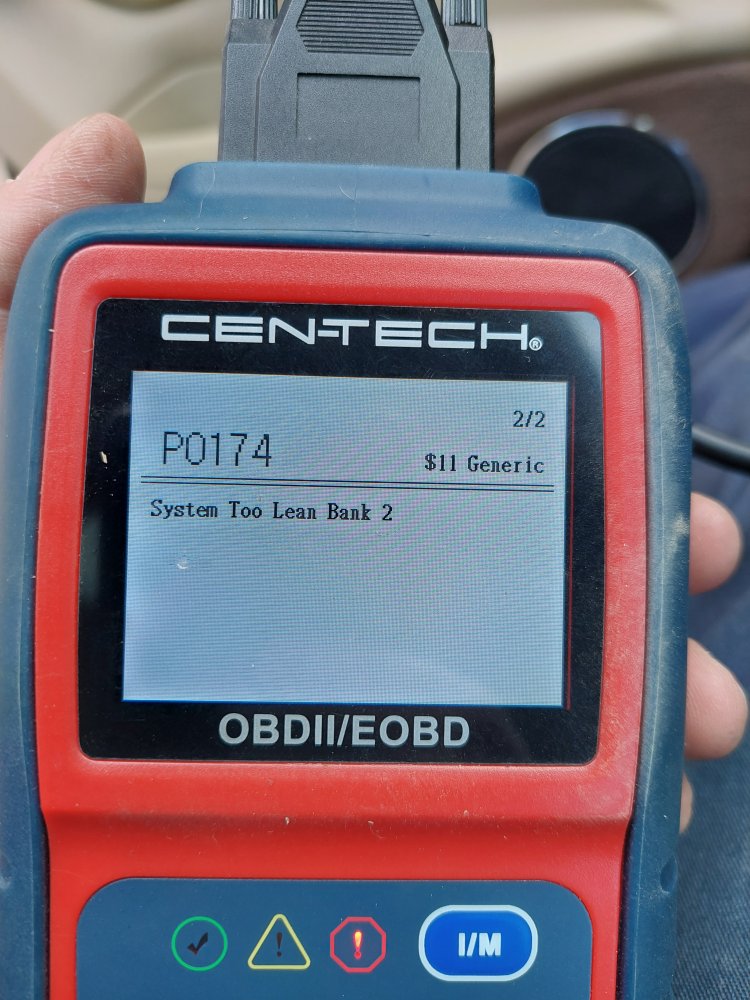 CEN-TECH®
2/2
P0174
$11 Generic
System Too Lean Bank 2
OBDII/EOBD
I/M